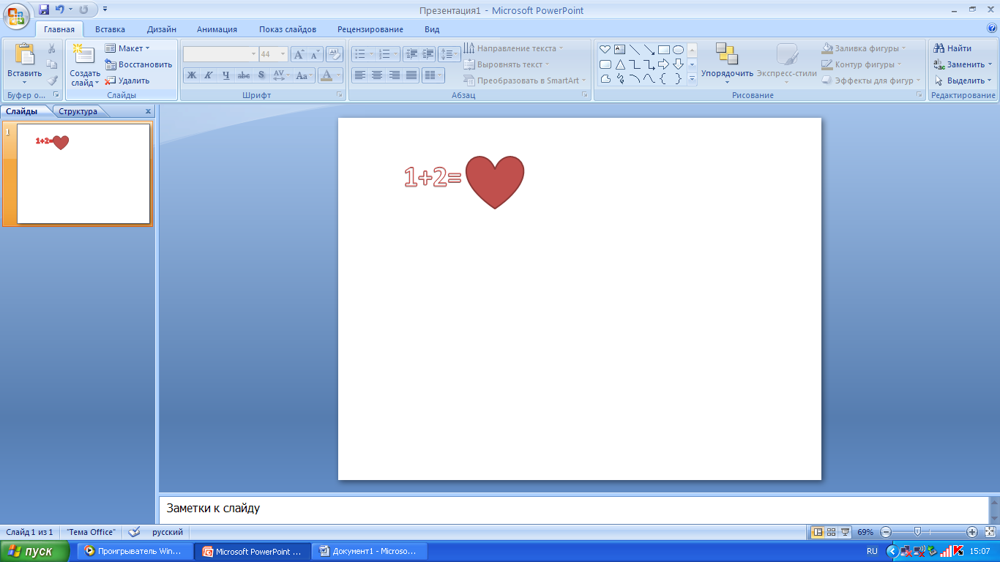 Презентация1 - Microsoft PowerPoint
Главная Вставка Дизайн Анимация Показ слайдов Рецензирование Вид
Вставить
Буфер о...
Создать слайд
Макет
Восстановить
Удалить
Слайды
44
Ж К Ч abc S AV Aa А
Шрифт
Направление текста
Выровнять текст
Преобразовать в SmartArt
Абзац
Упорядочить
Экспресс-стили
Заливка фигуры
Контур фигуры
Эффекты для фигур
Рисование
Найти
Заменить
Выделить
Редактирование
Слайды Структура x
1
1+2=
1+2=
Заметки к слайду
Слайд 1 из 1 "Тема Office" русский 69%
пуск Проигрыватель Win... Microsoft PowerPoint ... Документ1 - Microso... RU 15:07